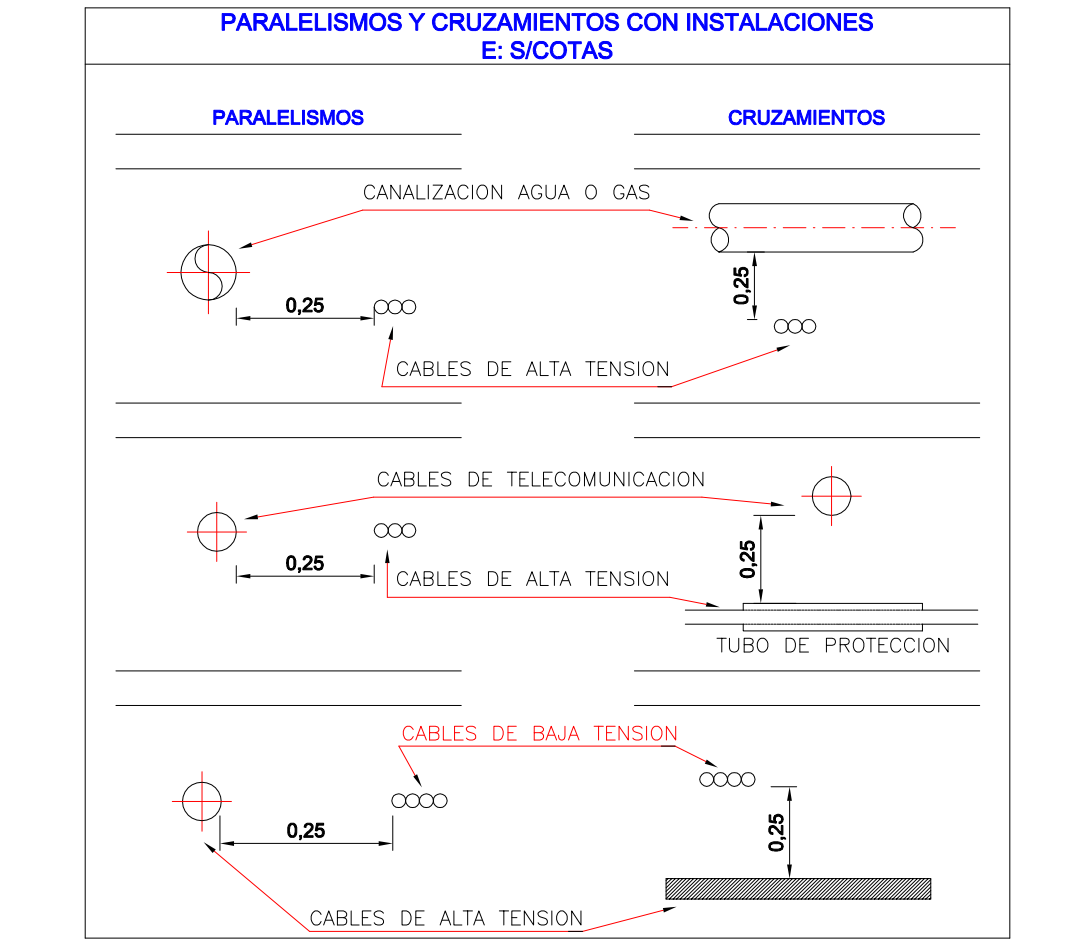 PARALELISMOS Y CRUZAMIENTOS CON INSTALACIONES
E: S/COTAS
PARALELISMOS
CRUZAMIENTOS
CANALIZACION AGUA O GAS
0,25
0,25
CABLES DE ALTA TENSION
CABLES DE TELECOMUNICACION
0,25
0,25
CABLES DE ALTA TENSION
TUBO DE PROTECCION
CABLES DE BAJA TENSION
0,25
0,25
CABLES DE ALTA TENSION